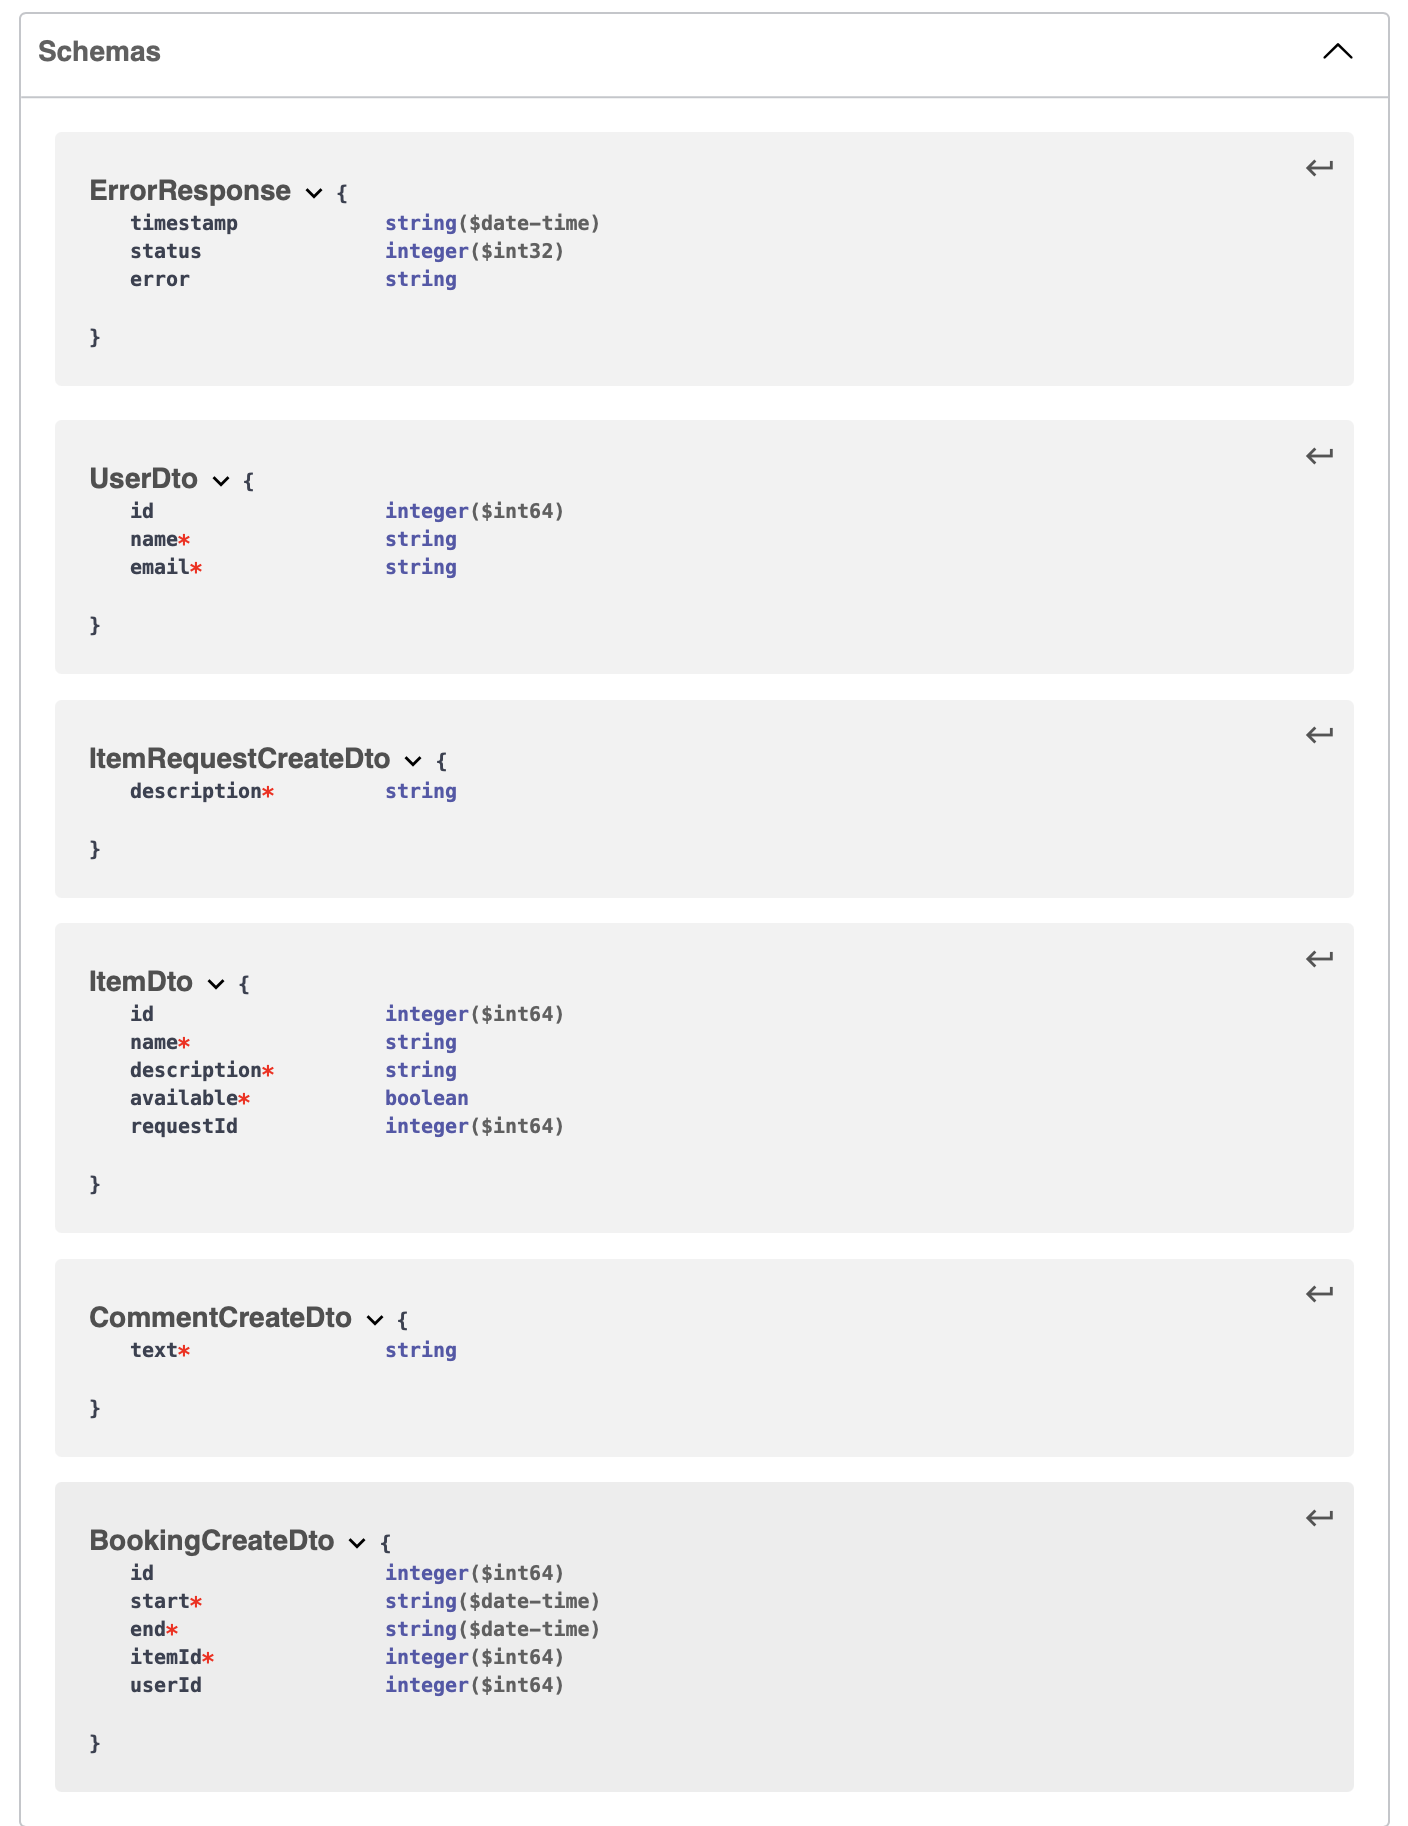 Schemas
ErrorResponse {
timestamp string($date-time)
status integer($int32)
error string
}
UserDto {
id integer($int64)
name* string
email* string
}
ItemRequestCreateDto {
description* string
}
ItemDto {
id integer($int64)
name* string
description* string
available* boolean
requestId integer($int64)
}
CommentCreateDto {
text* string
}
BookingCreateDto {
id integer($int64)
start* string($date-time)
end* string($date-time)
itemId* integer($int64)
userId integer($int64)
}